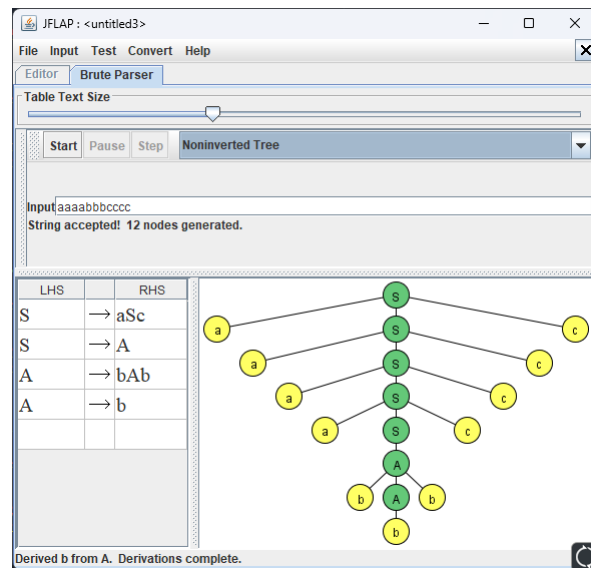 JFLAP : <untitled3>
File Input Test Convert Help
Editor Brute Parser
Table Text Size
Start Pause Step Noninverted Tree
Input aaaabbbcccc
String accepted! 12 nodes generated.
LHS RHS
S → aSc
S → A
A → bAb
A → b
S
a S c
a S c
a S c
a S c
A
b A b
b
Derived b from A. Derivations complete.